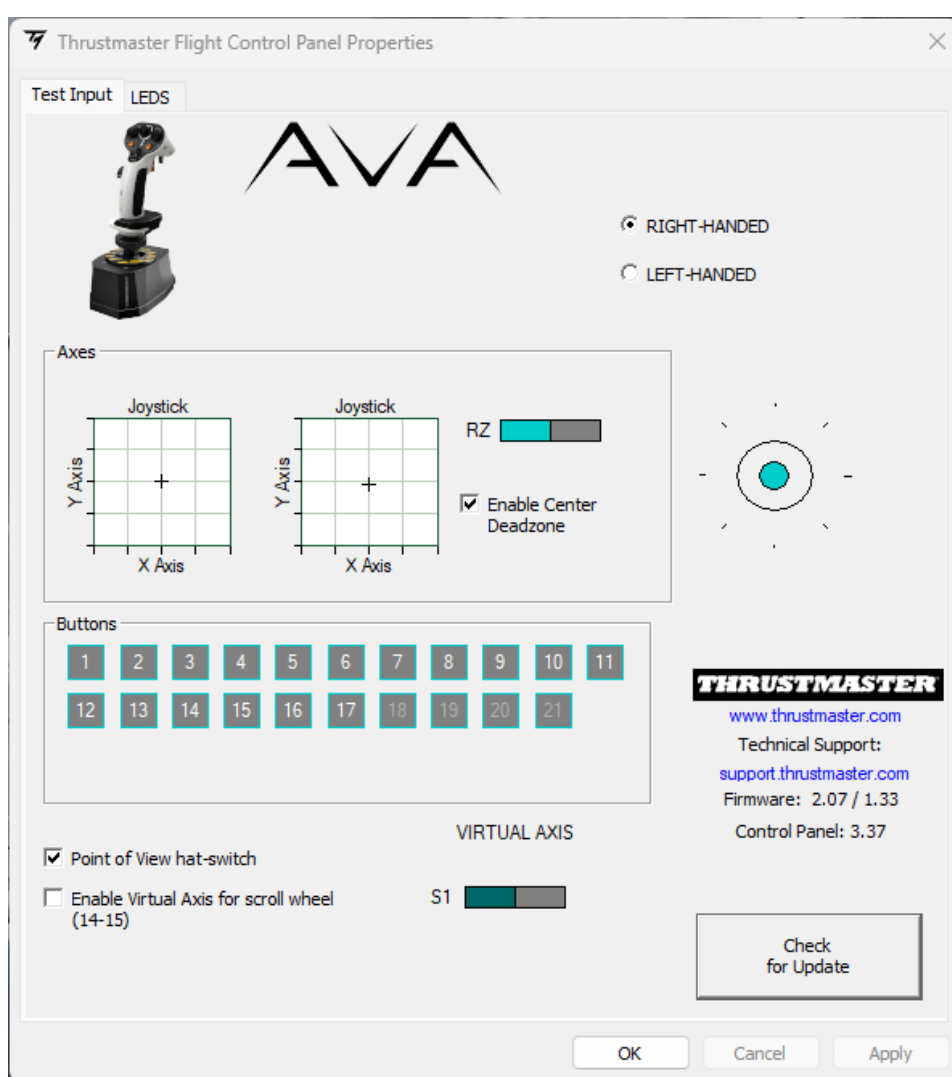 Thrustmaster Flight Control Panel Properties
Test Input
LEDS
AVA
RIGHT-HANDED
LEFT-HANDED
Axes
Joystick
Y Axis
X Axis
Joystick
Y Axis
X Axis
RZ
Enable Center
Deadzone
Buttons
1 2 3 4 5 6 7 8 9 10 11
12 13 14 15 16 17 18 19 20 21
THRUSTMASTER
www.thrustmaster.com
Technical Support:
support.thrustmaster.com
Firmware: 2.07 / 1.33
Control Panel: 3.37
VIRTUAL AXIS
Point of View hat-switch
Enable Virtual Axis for scroll wheel
(14-15)
S1
Check
for Update
OK
Cancel
Apply